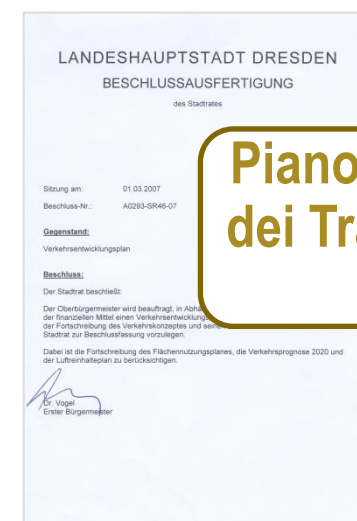 LANDESHAUPTSTADT DRESDEN
BESCHLUSSAUSFERTIGUNG
des Stadtrates
Piano
dei Tra
Sitzung am: 01.03.2007
Beschluss-Nr.: A0293-SR46-07
Gegenstand:
Verkehrsentwicklungsplan
Beschluss:
Der Stadtrat beschließt:
Der Oberbürgermeister wird beauftragt, in Abhä
der finanziellen Mittel einen Verkehrsentwicklungs
der Fortschreibung des Verkehrskonzeptes und seine
Stadtrat zur Beschlussfassung vorzulegen.
Dabei ist die Fortschreibung des Flächennutzungsplanes, die Verkehrsprognose 2020 und
der Luftreinhalteplan zu berücksichtigen.
Dr. Vogel
Erster Bürgermeister